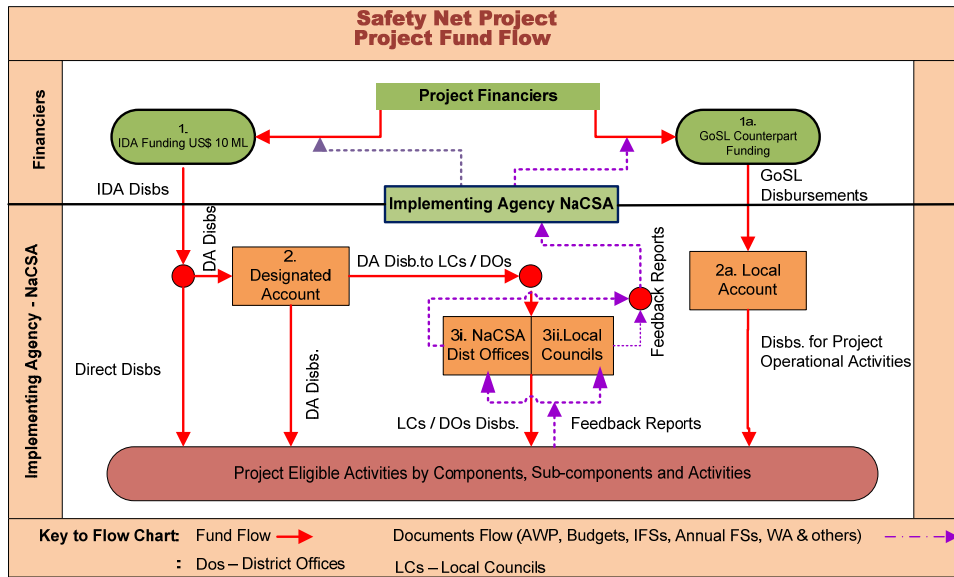 Safety Net Project
Project Fund Flow
Financiers
Project Financiers
1.
IDA Funding US$ 10 ML
1a.
GoSL Counterpart
Funding
IDA Disbs
GoSL
Disbursements
Implementing Agency NaCSA
Implementing Agency - NaCSA
DA Disbs
2.
Designated
Account
DA Disb.to LCs / DOs
Feedback Reports
2a. Local
Account
3i. NaCSA
Dist Offices
3ii.Local
Councils
Direct Disbs
DA Disbs.
Disbs. for Project
Operational Activities
LCs / DOs Disbs.
Feedback Reports
Project Eligible Activities by Components, Sub-components and Activities
Key to Flow Chart: Fund Flow
Documents Flow (AWP, Budgets, IFSs, Annual FSs, WA & others)
: Dos – District Offices
LCs – Local Councils